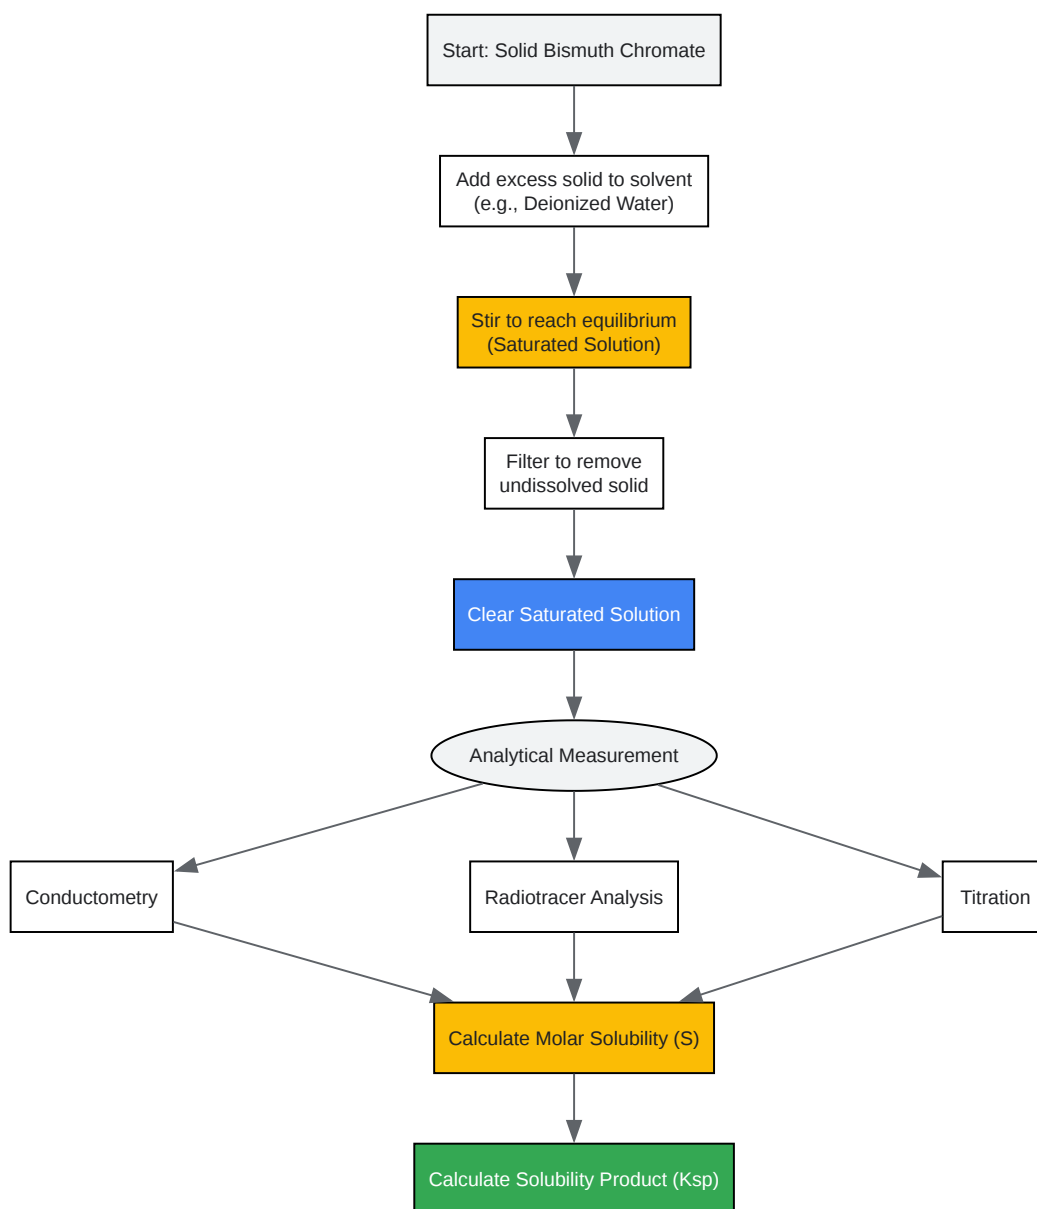 Start: Solid Bismuth Chromate
Add excess solid to solvent
(e.g., Deionized Water)
Stir to reach equilibrium
(Saturated Solution)
Filter to remove
undissolved solid
Clear Saturated Solution
Analytical Measurement
Conductometry
Radiotracer Analysis
Titration
Calculate Molar Solubility (S)
Calculate Solubility Product (Ksp)